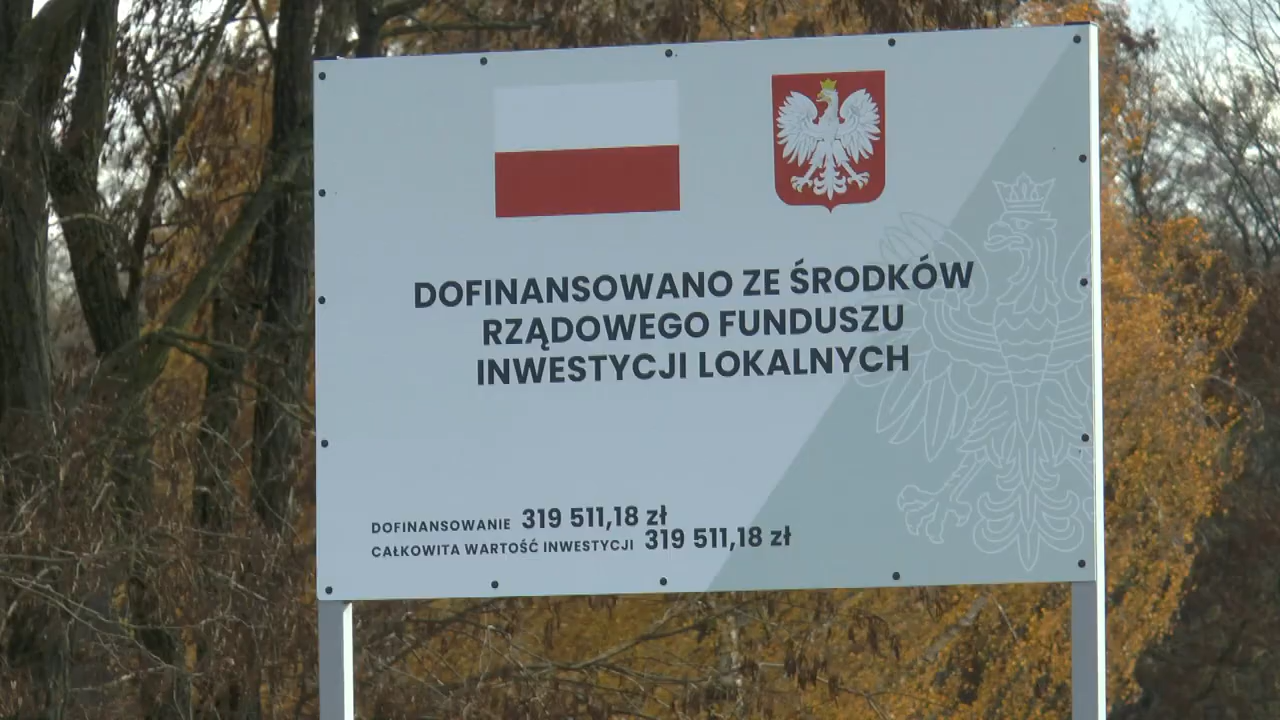 DOFINANSOWANO ZE ŚRODKÓW
RZĄDOWEGO FUNDUSZU
INWESTYCJI LOKALNYCH
DOFINANSOWANIE 319 511,18 zł
CAŁKOWITA WARTOŚĆ INWESTYCJI 319 511,18 zł